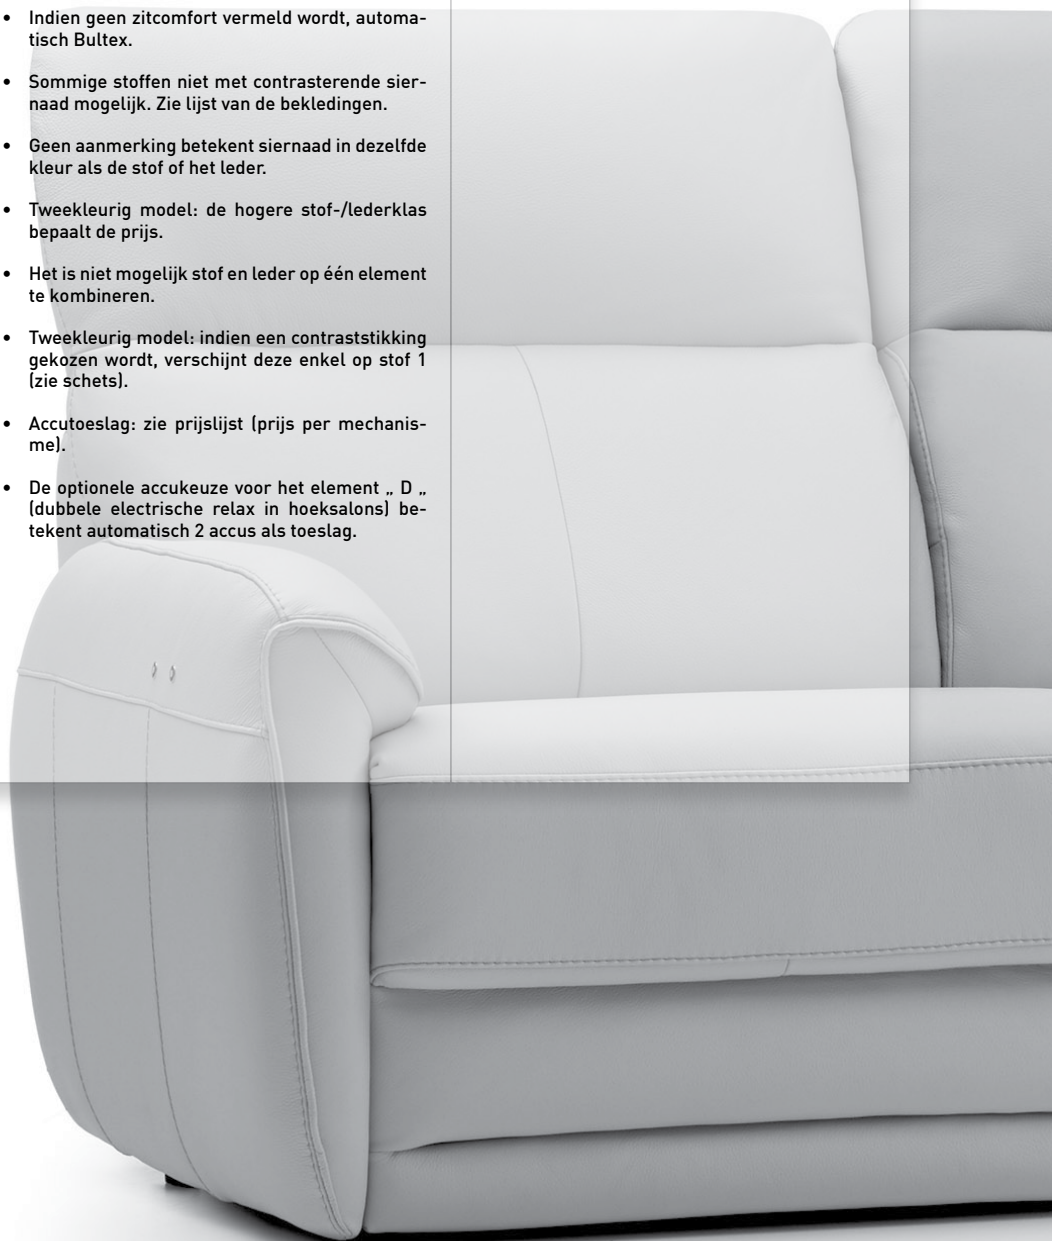 • Indien geen zitcomfort vermeld wordt, automa-
tisch Bultex.
• Sommige stoffen niet met contrasterende sier-
naad mogelijk. Zie lijst van de bekledingen.
• Geen aanmerking betekent siernaad in dezelfde
kleur als de stof of het leder.
• Tweekleurig model: de hogere stof-/lederklas
bepaalt de prijs.
• Het is niet mogelijk stof en leder op één element
te kombineren.
• Tweekleurig model: indien een contraststikking
gekozen wordt, verschijnt deze enkel op stof 1
(zie schets).
• Accutoeslag: zie prijslijst (prijs per mechanis-
me).
• De optionele accukeuze voor het element „ D „
(dubbele electrische relax in hoeksalons) be-
tekent automatisch 2 accus als toeslag.